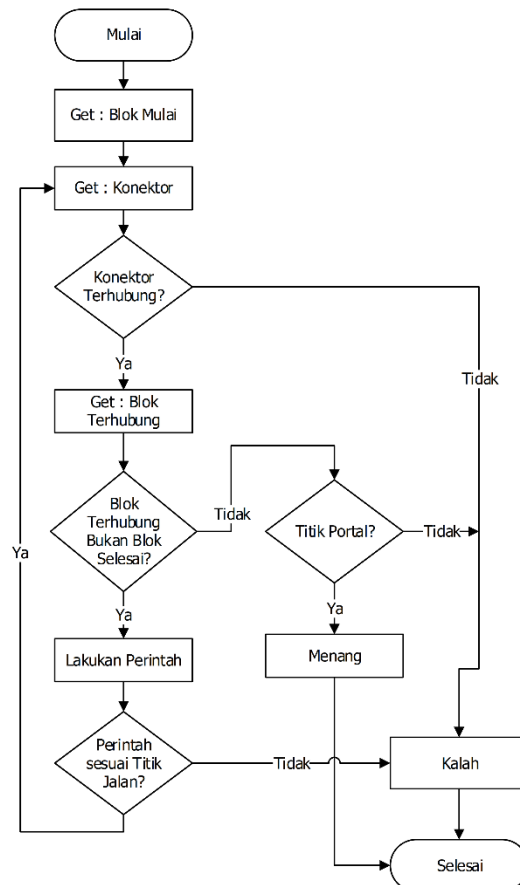 Mulai
Get : Blok Mulai
Get : Konektor
Konektor
Terhubung?
Tidak
Ya
Get : Blok
Terhubung
Blok
Terhubung
Bukan Blok
Selesai?
Tidak
Titik Portal?
Tidak
Ya
Ya
Ya
Lakukan Perintah
Menang
Perintah
sesuai Titik
Jalan?
Tidak
Kalah
Selesai